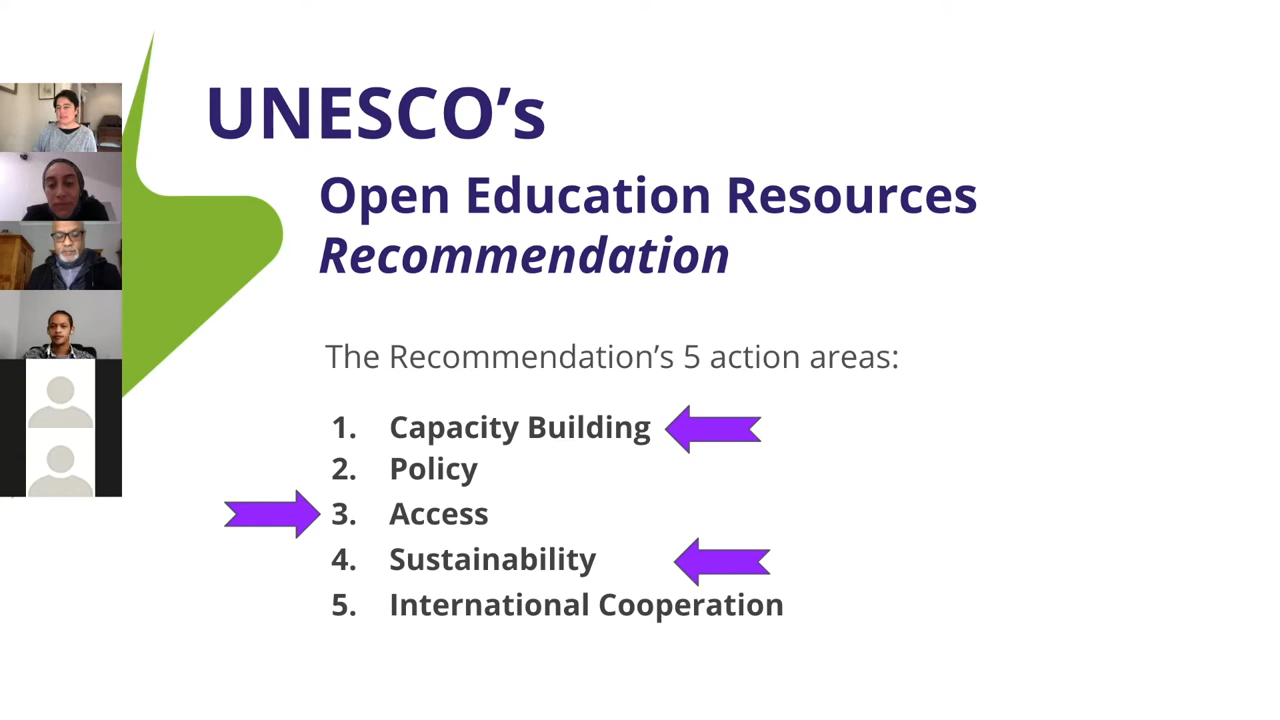 UNESCO’s
Open Education Resources
Recommendation
The Recommendation’s 5 action areas:
1. Capacity Building
2. Policy
3. Access
4. Sustainability
5. International Cooperation